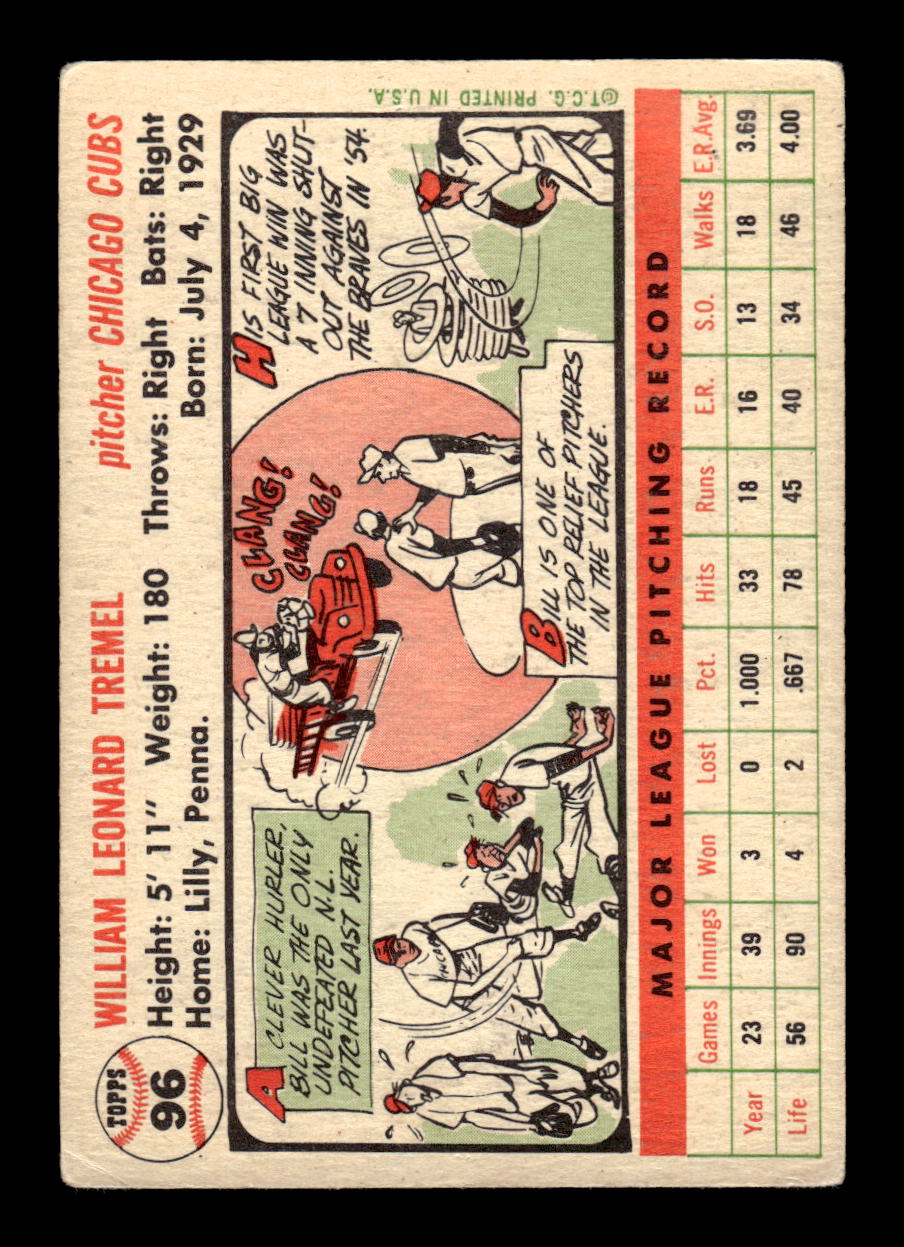 TOPPS
96
WILLIAM LEONARD TREMEL pitcher CHICAGO CUBS
Height: 5' 11" Weight: 180 Throws: Right Bats: Right
Home: Lilly, Penna. Born: July 4, 1929
A CLEVER HURLER,
BILL WAS THE ONLY
UNDEFEATED N.L.
PITCHER LAST YEAR.
CHICAGO
CLANG!
CLANG!
BILL IS ONE OF
THE TOP RELIEF PITCHERS
IN THE LEAGUE.
HIS FIRST BIG
LEAGUE WIN WAS
A 7 INNING SHUT-
OUT AGAINST
THE BRAVES IN '54.
© T.C.G. PRINTED IN U.S.A.
MAJOR LEAGUE PITCHING RECORD
Games Innings Won Lost Pct. Hits Runs E.R. S.O. Walks E.R.Avg.
Year 23 39 3 0 1.000 33 18 16 13 18 3.69
Life 56 90 4 2 .667 78 45 40 34 46 4.00